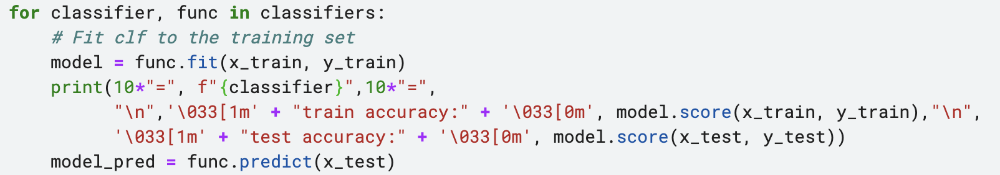 for classifier, func in classifiers:
    # Fit clf to the training set
    model = func.fit(x_train, y_train)
    print(10*"=", f"{classifier}",10*"=",
          "\n",'\033[1m' + "train accuracy:" + '\033[0m', model.score(x_train, y_train),"\n",
          '\033[1m' + "test accuracy:" + '\033[0m', model.score(x_test, y_test))
    model_pred = func.predict(x_test)